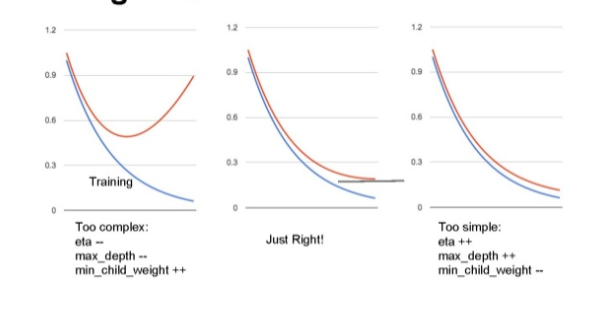 1.2
0.9
0.6
0.3
0
Training
Too complex:
eta --
max_depth --
min_child_weight ++
1.2
0.9
0.6
0.3
0
Just Right!
1.2
0.9
0.6
0.3
0
Too simple:
eta ++
max_depth ++
min_child_weight --